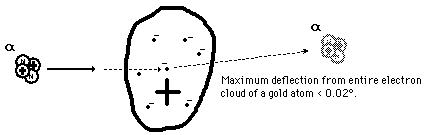 α
α
Maximum deflection from entire electron
cloud of a gold atom < 0.02°.